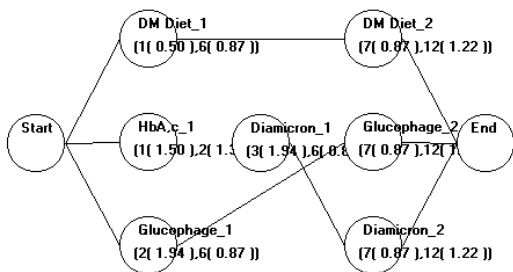 DM Diet_1
(1( 0.50 ),6( 0.87 ))
DM Diet_2
(7( 0.87 ),12( 1.22 ))
Start
HbA,c_1
(1( 1.50 ),2( 1.
Diamicron_1
(3( 1.94 ),6( 0.8
Glucophage_2
(7( 0.87 ),12( 1.
End
Glucophage_1
(2( 1.94 ),6( 0.87 ))
Diamicron_2
(7( 0.87 ),12( 1.22 ))